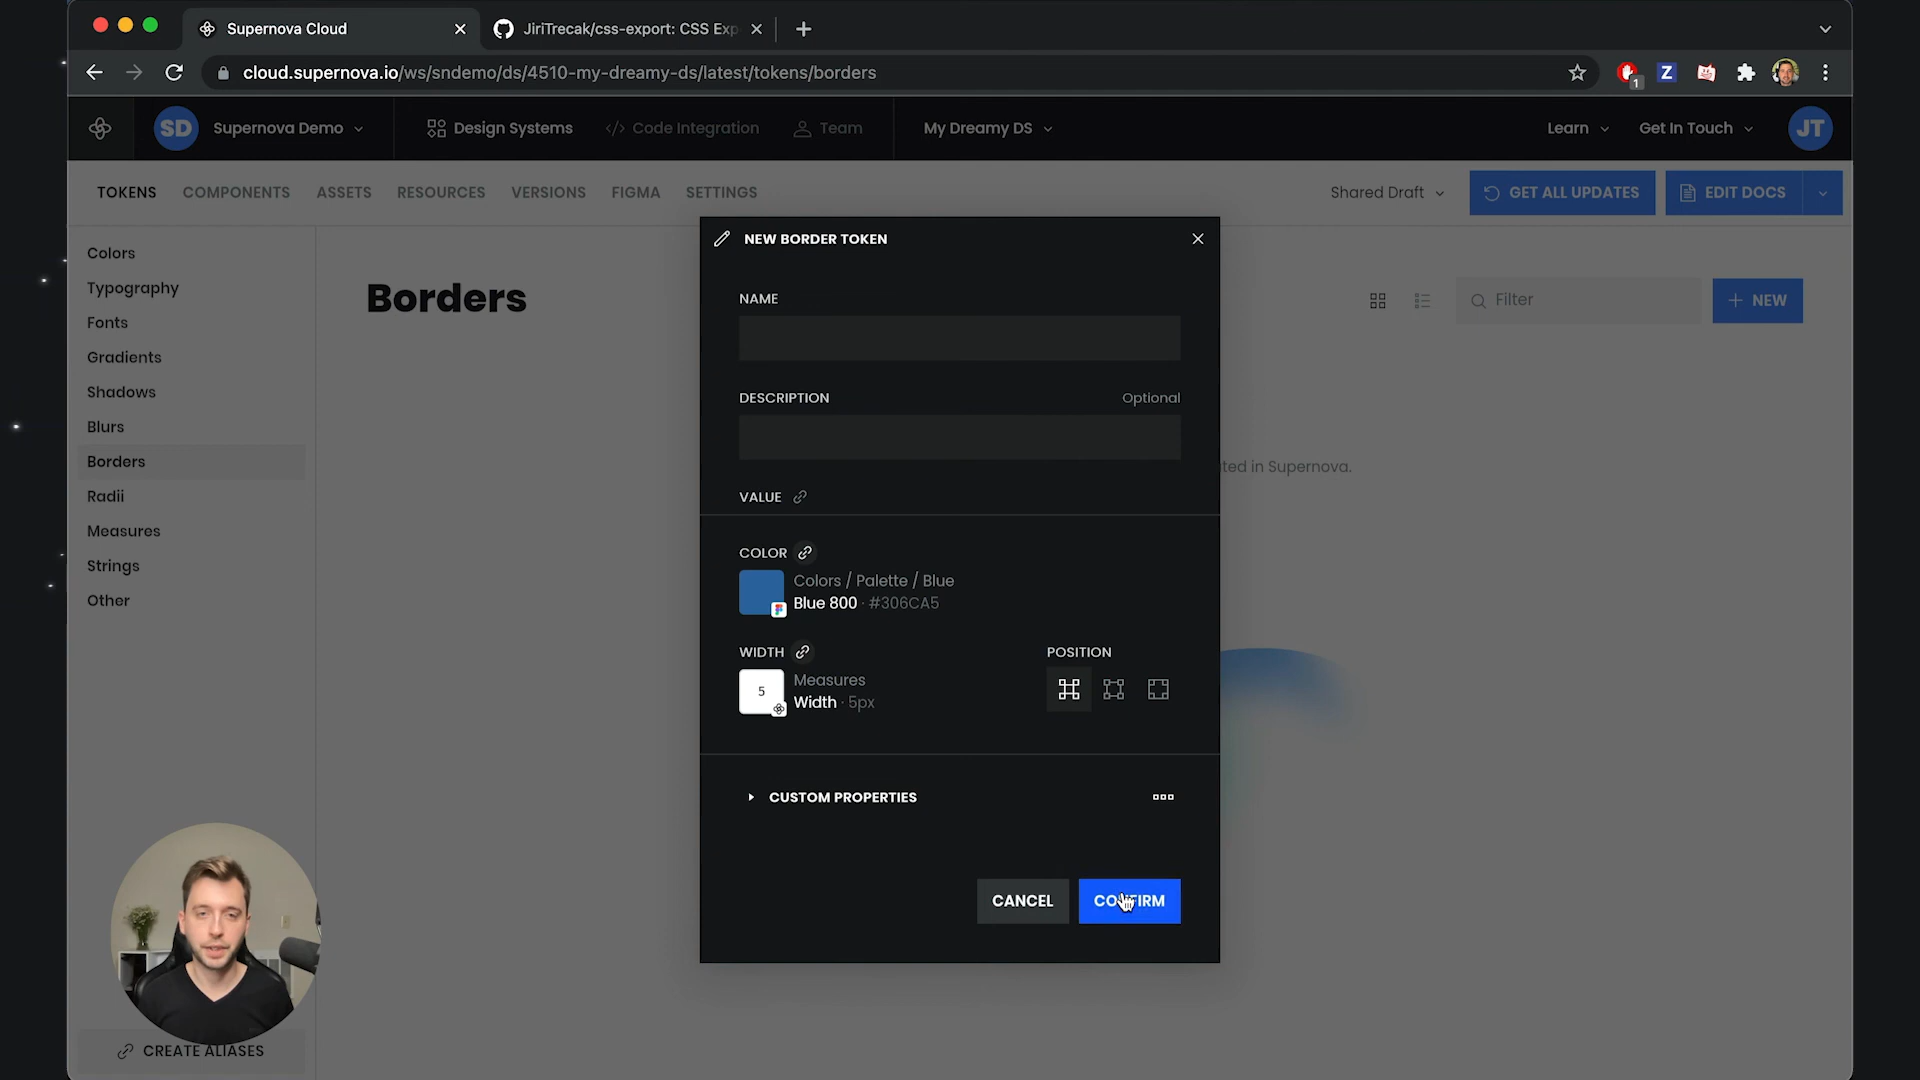 Supernova Cloud
JiriTrecak/css-export: CSS Exp
cloud.supernova.io/ws/sndemo/ds/4510-my-dreamy-ds/latest/tokens/borders
1
Z
SD
Supernova Demo
Design Systems
</> Code Integration
Team
My Dreamy DS
Learn
Get In Touch
JT
TOKENS
COMPONENTS
ASSETS
RESOURCES
VERSIONS
FIGMA
SETTINGS
Shared Draft
GET ALL UPDATES
EDIT DOCS
Colors
Typography
Fonts
Gradients
Shadows
Blurs
Borders
Radii
Measures
Strings
Other
CREATE ALIASES
Borders
Filter
+ NEW
ted in Supernova.
NEW BORDER TOKEN
NAME
DESCRIPTION
Optional
VALUE
COLOR
Colors / Palette / Blue
Blue 800 · #306CA5
WIDTH
5
Measures
Width · 5px
POSITION
CUSTOM PROPERTIES
CANCEL
CONFIRM